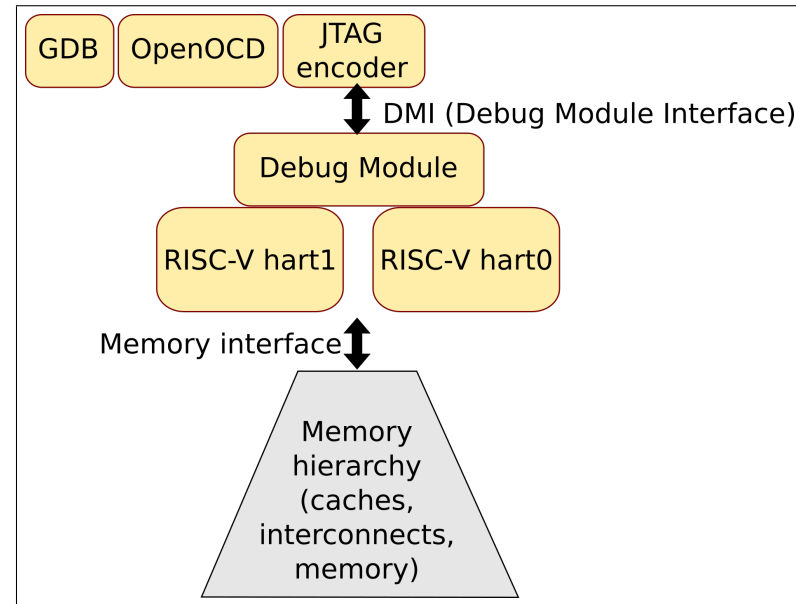 GDB
OpenOCD
JTAG
encoder
DMI (Debug Module Interface)
Debug Module
RISC-V hart1
RISC-V hart0
Memory interface
Memory
hierarchy
(caches,
interconnects,
memory)